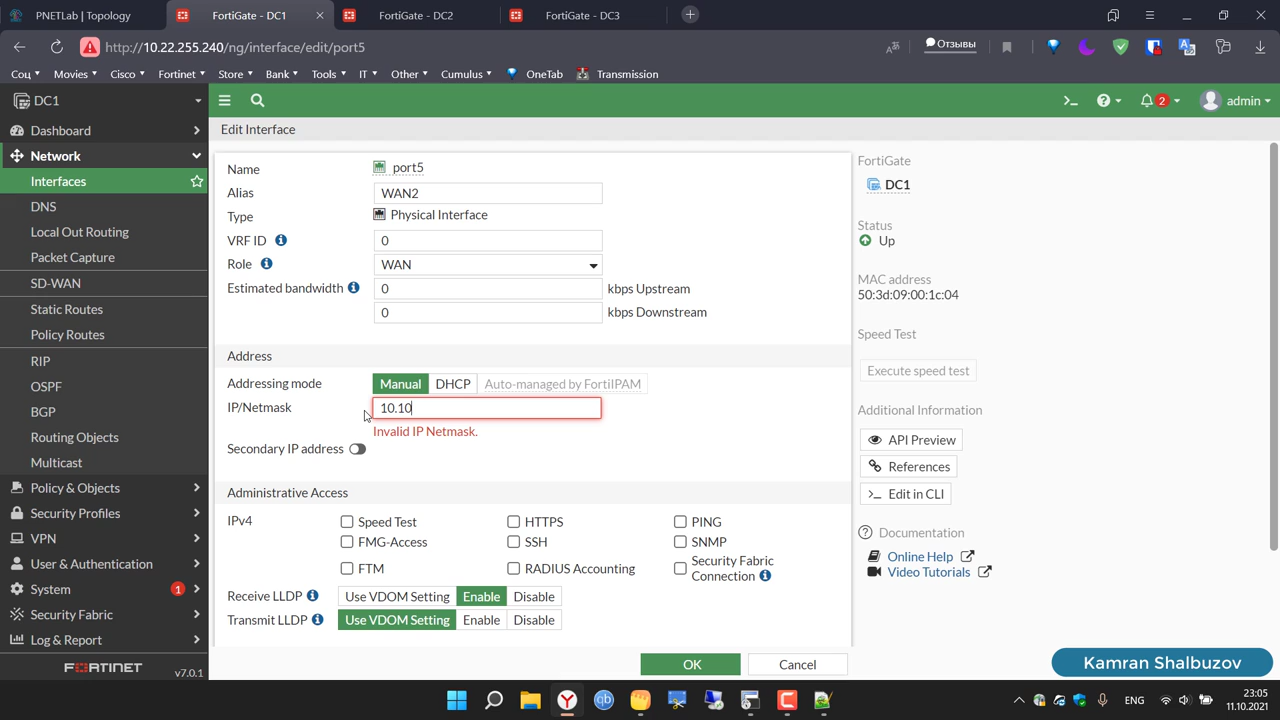 PNETLab | Topology
FortiGate - DC1
FortiGate - DC2
FortiGate - DC3
http://10.22.255.240/ng/interface/edit/port5
Отзывы
Соц
Movies
Cisco
Fortinet
Store
Bank
Tools
IT
Other
Cumulus
OneTab
Transmission
DC1
2
admin
Dashboard
Network
Interfaces
DNS
Local Out Routing
Packet Capture
SD-WAN
Static Routes
Policy Routes
RIP
OSPF
BGP
Routing Objects
Multicast
Policy & Objects
Security Profiles
VPN
User & Authentication
System 1
Security Fabric
Log & Report
FORTINET v7.0.1
Edit Interface
Name port5
Alias WAN2
Type Physical Interface
VRF ID 0
Role WAN
Estimated bandwidth 0 kbps Upstream
0 kbps Downstream
Address
Addressing mode Manual DHCP Auto-managed by FortiIPAM
IP/Netmask 10.10
Invalid IP Netmask.
Secondary IP address
Administrative Access
IPv4 Speed Test HTTPS PING
FMG-Access SSH SNMP
FTM RADIUS Accounting Security Fabric
Connection
Receive LLDP Use VDOM Setting Enable Disable
Transmit LLDP Use VDOM Setting Enable Disable
OK Cancel
FortiGate
DC1
Status
Up
MAC address
50:3d:09:00:1c:04
Speed Test
Execute speed test
Additional Information
API Preview
References
Edit in CLI
Documentation
Online Help
Video Tutorials
Kamran Shalbuzov
ENG
23:05
11.10.2021